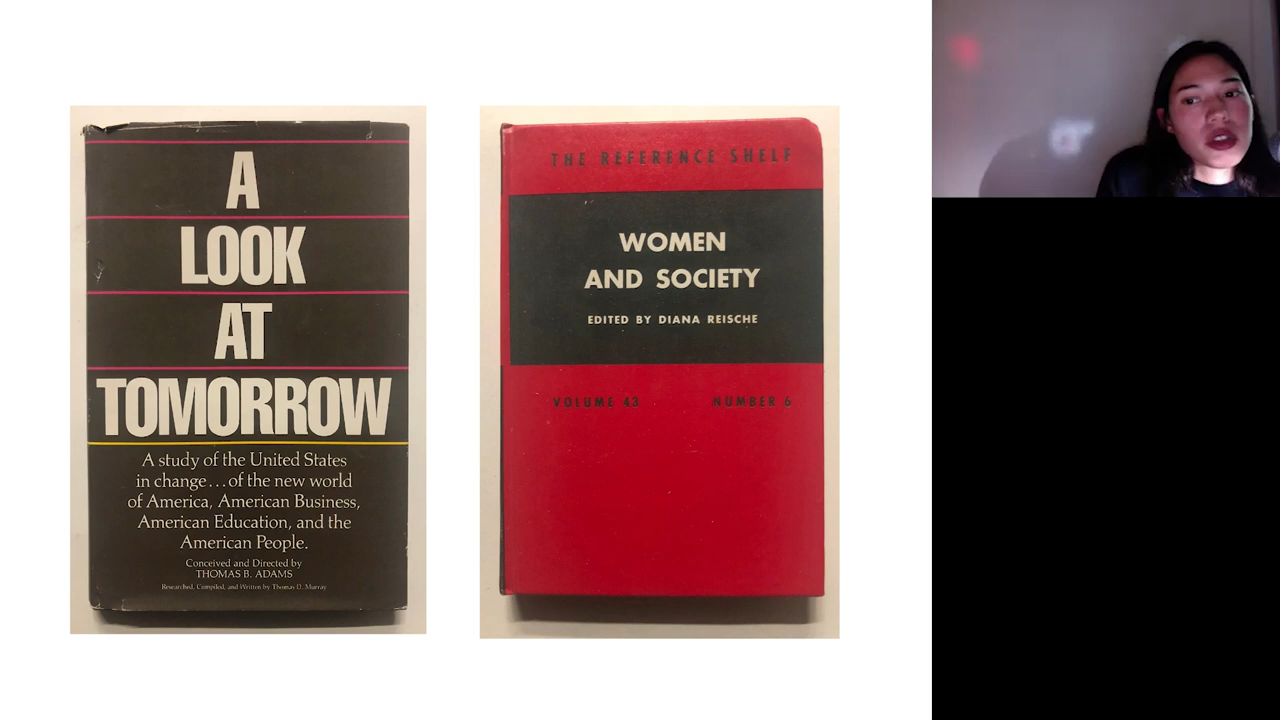 A
LOOK
AT
TOMORROW
A study of the United States
in change...of the new world
of America, American Business,
American Education, and the
American People.
Conceived and Directed by
THOMAS B. ADAMS
Researched, Compiled, and Written by Thomas D. Murray
THE REFERENCE SHELF
WOMEN
AND SOCIETY
EDITED BY DIANA REISCHE
VOLUME 43 NUMBER 6